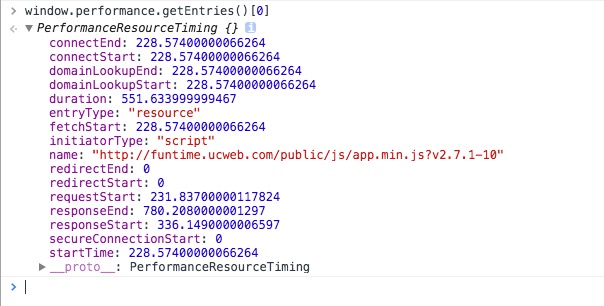 > window.performance.getEntries()[0]
<· ▼ PerformanceResourceTiming {} i
connectEnd: 228.57400000066264
connectStart: 228.57400000066264
domainLookupEnd: 228.57400000066264
domainLookupStart: 228.57400000066264
duration: 551.633999999467
entryType: "resource"
fetchStart: 228.57400000066264
initiatorType: "script"
name: "http://funtime.ucweb.com/public/js/app.min.js?v2.7.1-10"
redirectEnd: 0
redirectStart: 0
requestStart: 231.83700000117824
responseEnd: 780.2080000001297
responseStart: 336.1490000006597
secureConnectionStart: 0
startTime: 228.57400000066264
▶ __proto__: PerformanceResourceTiming
>